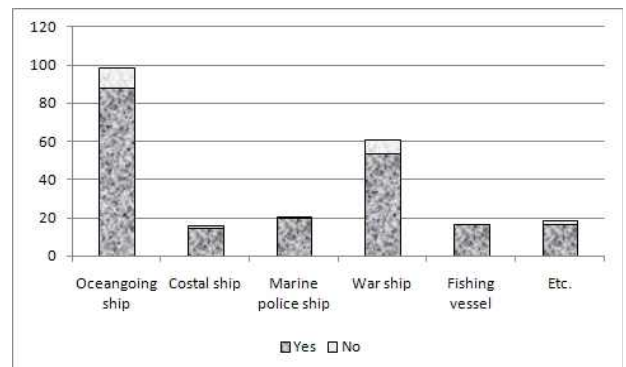 120
100
80
60
40
20
0
Oceangoing ship
Costal ship
Marine police ship
War ship
Fishing vessel
Etc.
Yes No